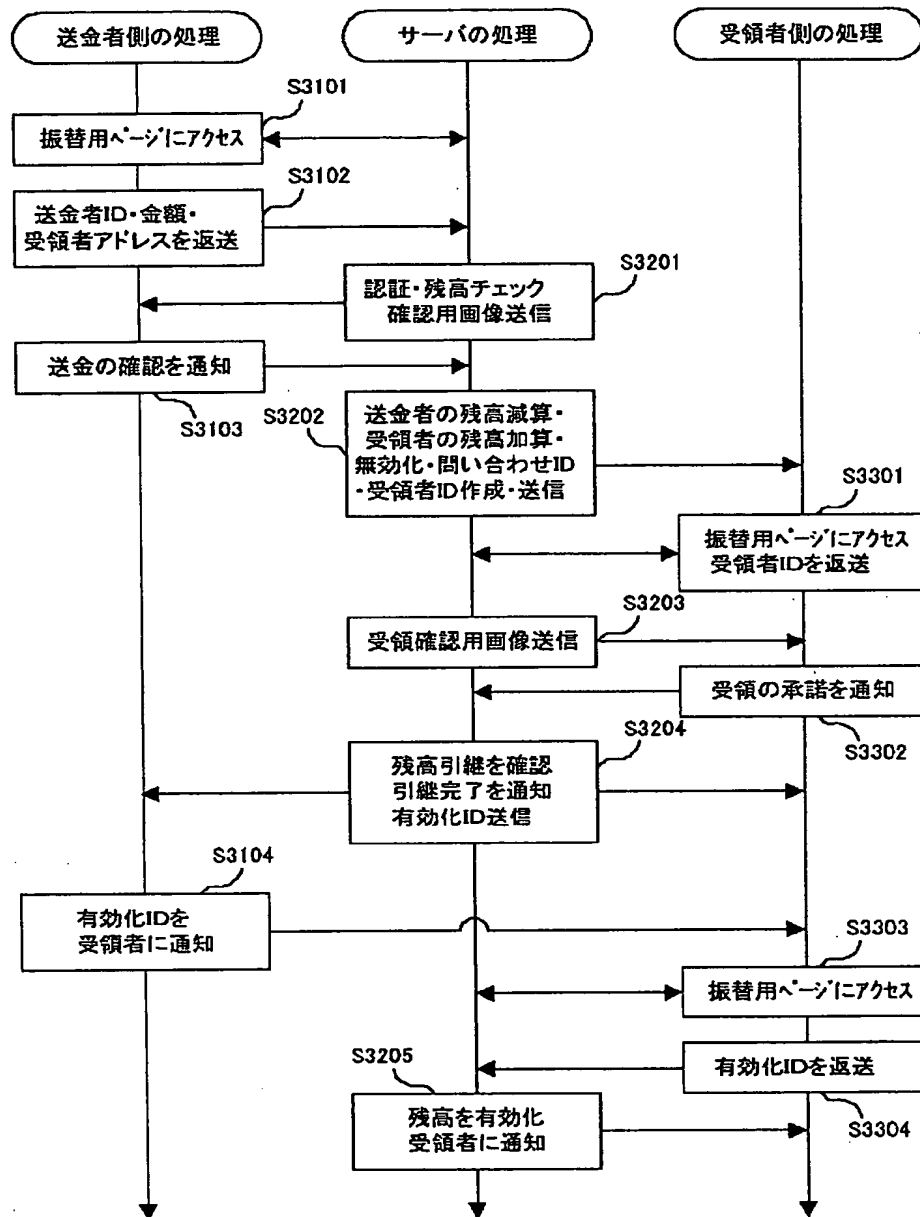 送金者側の処理
サーバの処理
受領者側の処理
S3101
振替用ページにアクセス
S3102
送金者ID・金額・
受領者アドレスを返送
S3201
認証・残高チェック
確認用画像送信
送金の確認を通知
S3103
S3202
送金者の残高減算・
受領者の残高加算・
無効化・問い合わせID
・受領者ID作成・送信
S3301
振替用ページにアクセス
受領者IDを返送
S3203
受領確認用画像送信
受領の承諾を通知
S3302
S3204
残高引継を確認
引継完了を通知
有効化ID送信
S3104
有効化IDを
受領者に通知
S3303
振替用ページにアクセス
S3205
有効化IDを返送
S3304
残高を有効化
受領者に通知